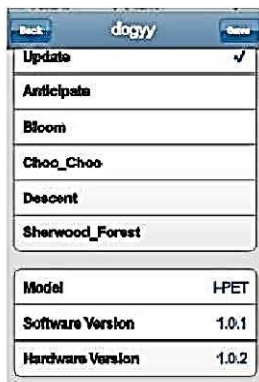 Back dogyy Save
Update ✓
Anticipate
Bloom
Choo_Choo
Descent
Sherwood_Forest
Model I-PET
Software Version 1.0.1
Hardware Version 1.0.2